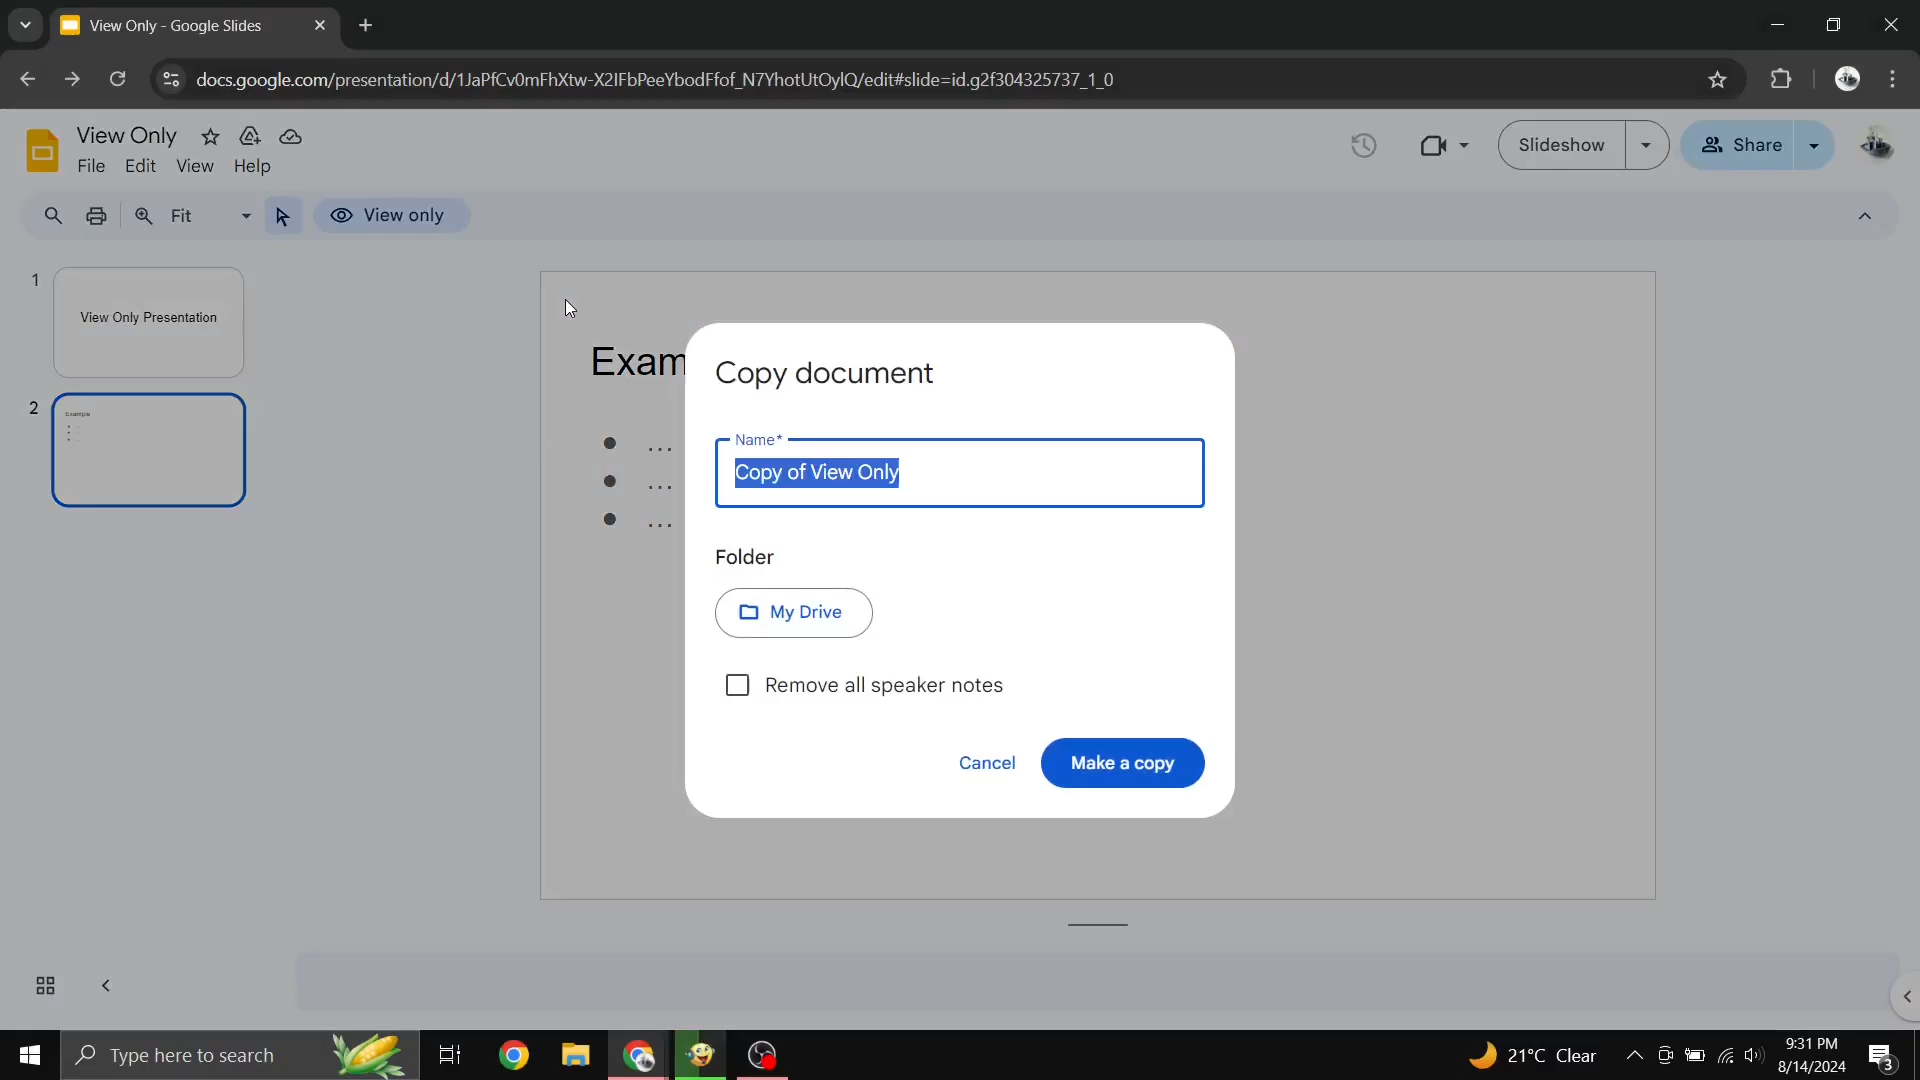 View Only - Google Slides
docs.google.com/presentation/d/1JaPfCv0mFhXtw-X2IFbPeeYbodFfof_N7YhotUtOylQ/edit#slide=id.g2f304325737_1_0
View Only
File Edit View Help
Slideshow
Share
Fit
View only
1
View Only Presentation
2
Example
Exam
...
...
...
Copy document
Name*
Copy of View Only
Folder
My Drive
Remove all speaker notes
Cancel
Make a copy
Type here to search
21°C Clear
9:31 PM
8/14/2024
3